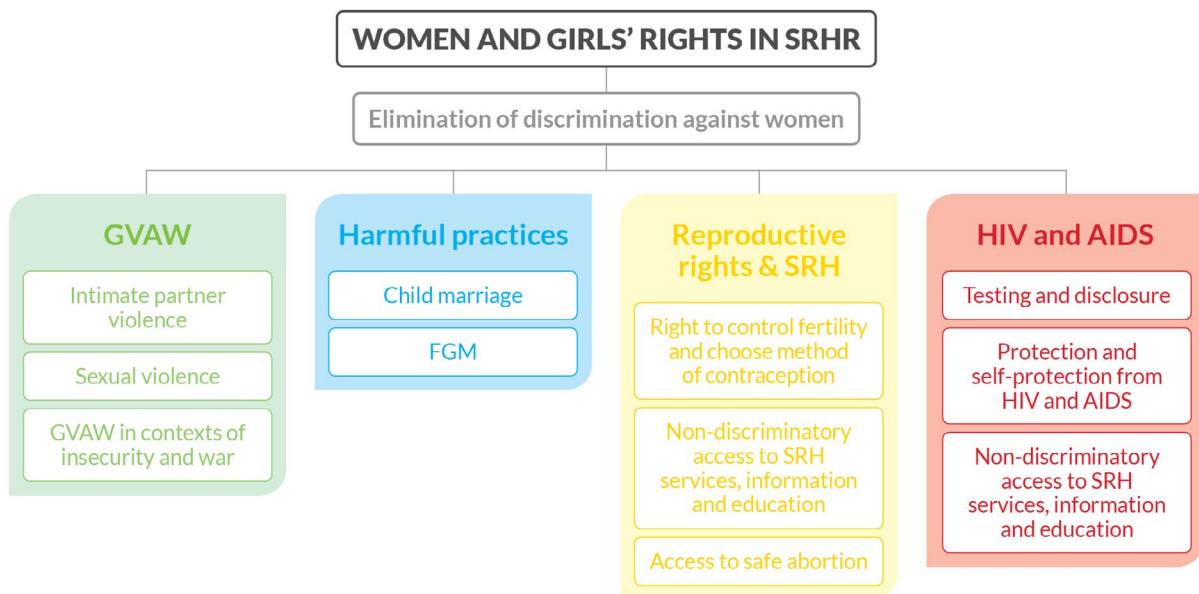 WOMEN AND GIRLS’ RIGHTS IN SRHR
Elimination of discrimination against women
GVAW
Intimate partner
violence
Sexual violence
GVAW in contexts of
insecurity and war
Harmful practices
Child marriage
FGM
Reproductive
rights & SRH
Right to control fertility
and choose method
of contraception
Non-discriminatory
access to SRH
services, information
and education
Access to safe abortion
HIV and AIDS
Testing and disclosure
Protection and
self-protection from
HIV and AIDS
Non-discriminatory
access to SRH
services, information
and education